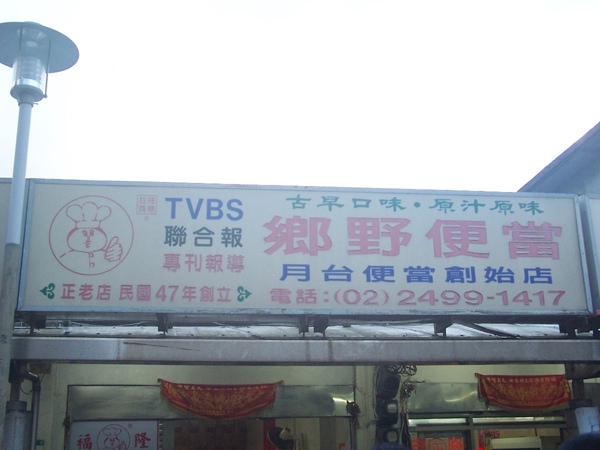 TVBS
聯合報
專刊報導
正老店 民國47年創立
古早口味·原汁原味
鄉野便當
月台便當創始店
電話:(02)2499-1417
福隆